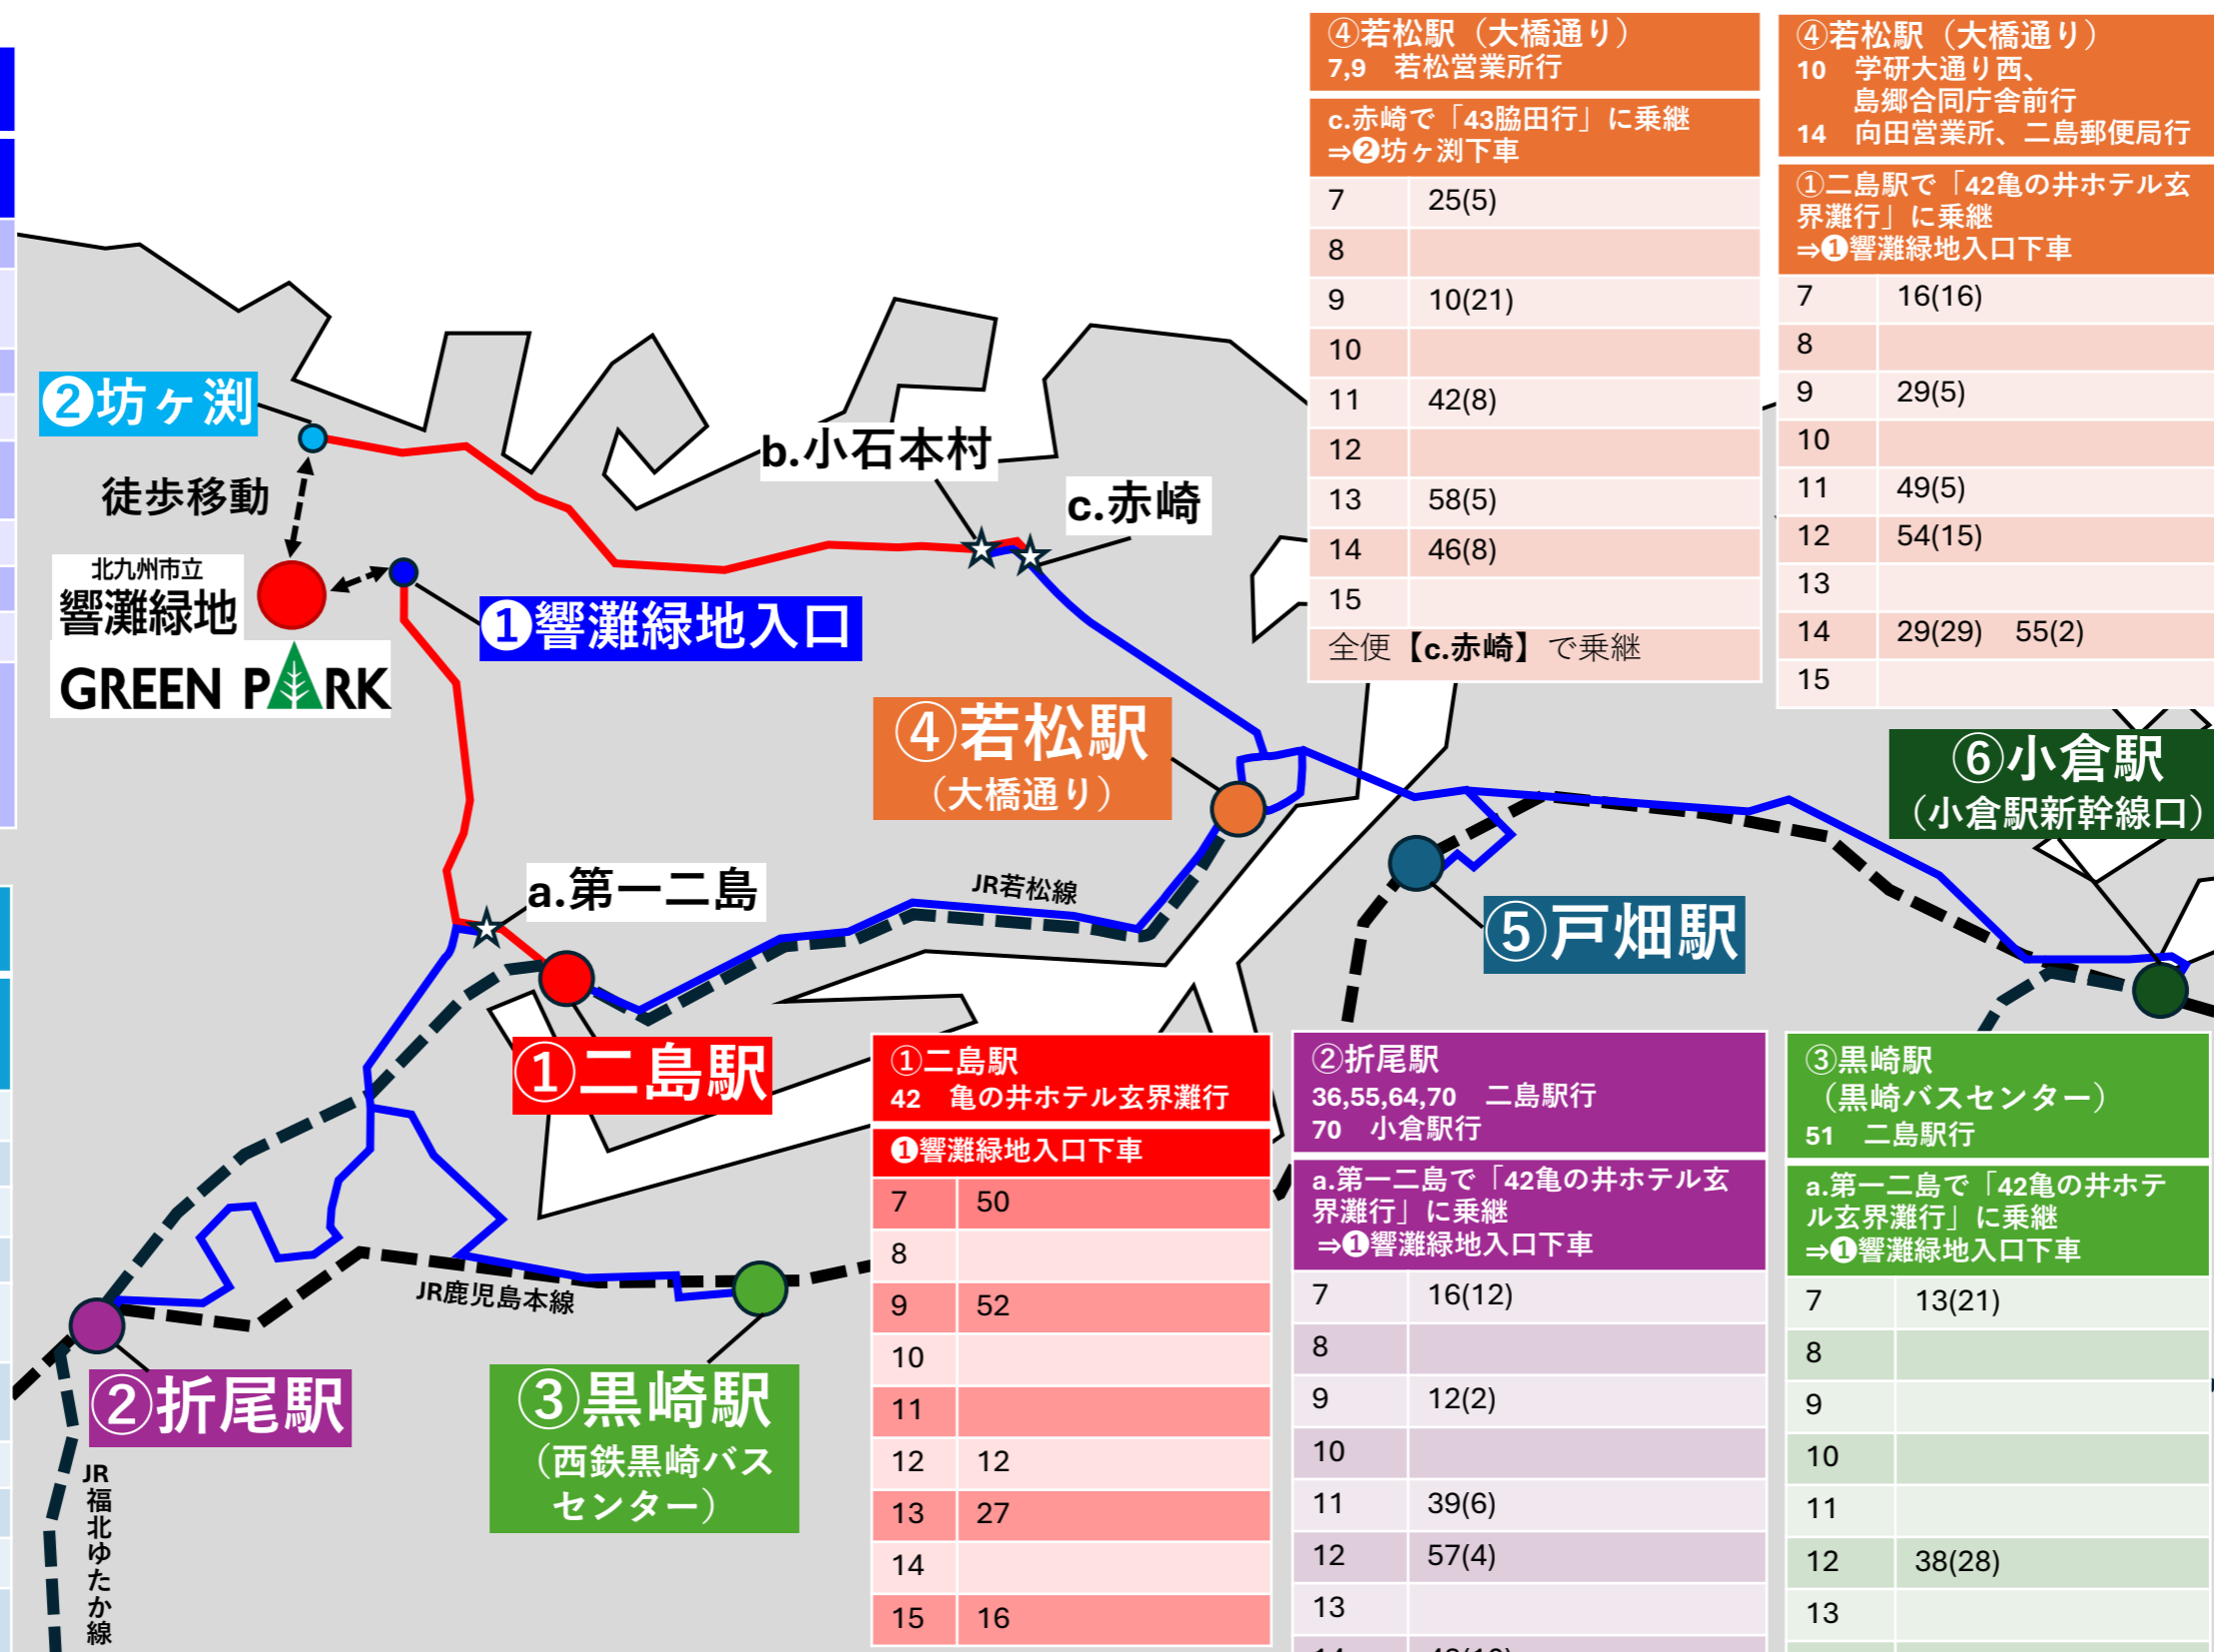 ④若松駅（大橋通り）
7,9　若松営業所行
c.赤崎で「43脇田行」に乗継
⇒❷坊ヶ渕下車
7　25(5)
8
9　10(21)
10
11　42(8)
12
13　58(5)
14　46(8)
15
全便【c.赤崎】で乗継
④若松駅（大橋通り）
10　学研大通り西、
島郷合同庁舎前行
14　向田営業所、二島郵便局行
①二島駅で「42亀の井ホテル玄
界灘行」に乗継
⇒❶響灘緑地入口下車
7　16(16)
8
9　29(5)
10
11　49(5)
12　54(15)
13
14　29(29)　55(2)
15
❷坊ヶ渕
徒歩移動
北九州市立
響灘緑地
GREEN PARK
❶響灘緑地入口
b.小石本村
c.赤崎
④若松駅
（大橋通り）
⑥小倉駅
（小倉駅新幹線口）
a.第一二島
JR若松線
⑤戸畑駅
①二島駅
JR鹿児島本線
②折尾駅
③黒崎駅
（西鉄黒崎バス
センター）
JR福北ゆたか線
①二島駅
42　亀の井ホテル玄界灘行
❶響灘緑地入口下車
7　50
8
9　52
10
11
12　12
13　27
14
15　16
②折尾駅
36,55,64,70　二島駅行
70　小倉駅行
a.第一二島で「42亀の井ホテル玄
界灘行」に乗継
⇒❶響灘緑地入口下車
7　16(12)
8
9　12(2)
10
11　39(6)
12　57(4)
13
③黒崎駅
（黒崎バスセンター）
51　二島駅行
a.第一二島で「42亀の井ホテ
ル玄界灘行」に乗継
⇒❶響灘緑地入口下車
7　13(21)
8
9
10
11
12　38(28)
13